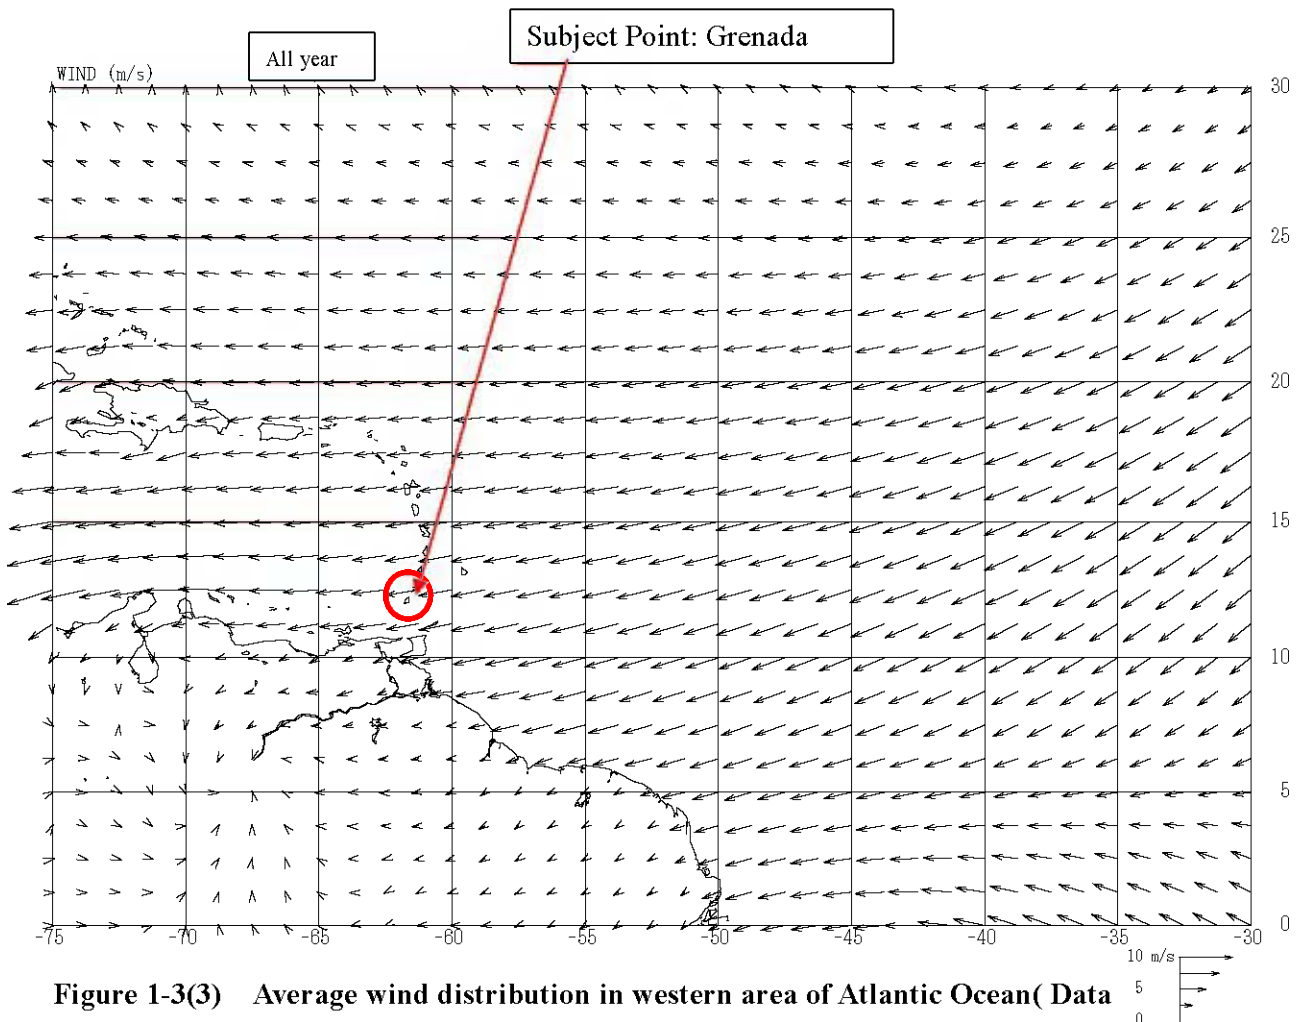 Subject Point: Grenada
All year
WIND (m/s)
30
25
20
15
10
5
0
-75 -70 -65 -60 -55 -50 -45 -40 -35 -30
10 m/s
5
0
Figure 1-3(3) Average wind distribution in western area of Atlantic Ocean( Data